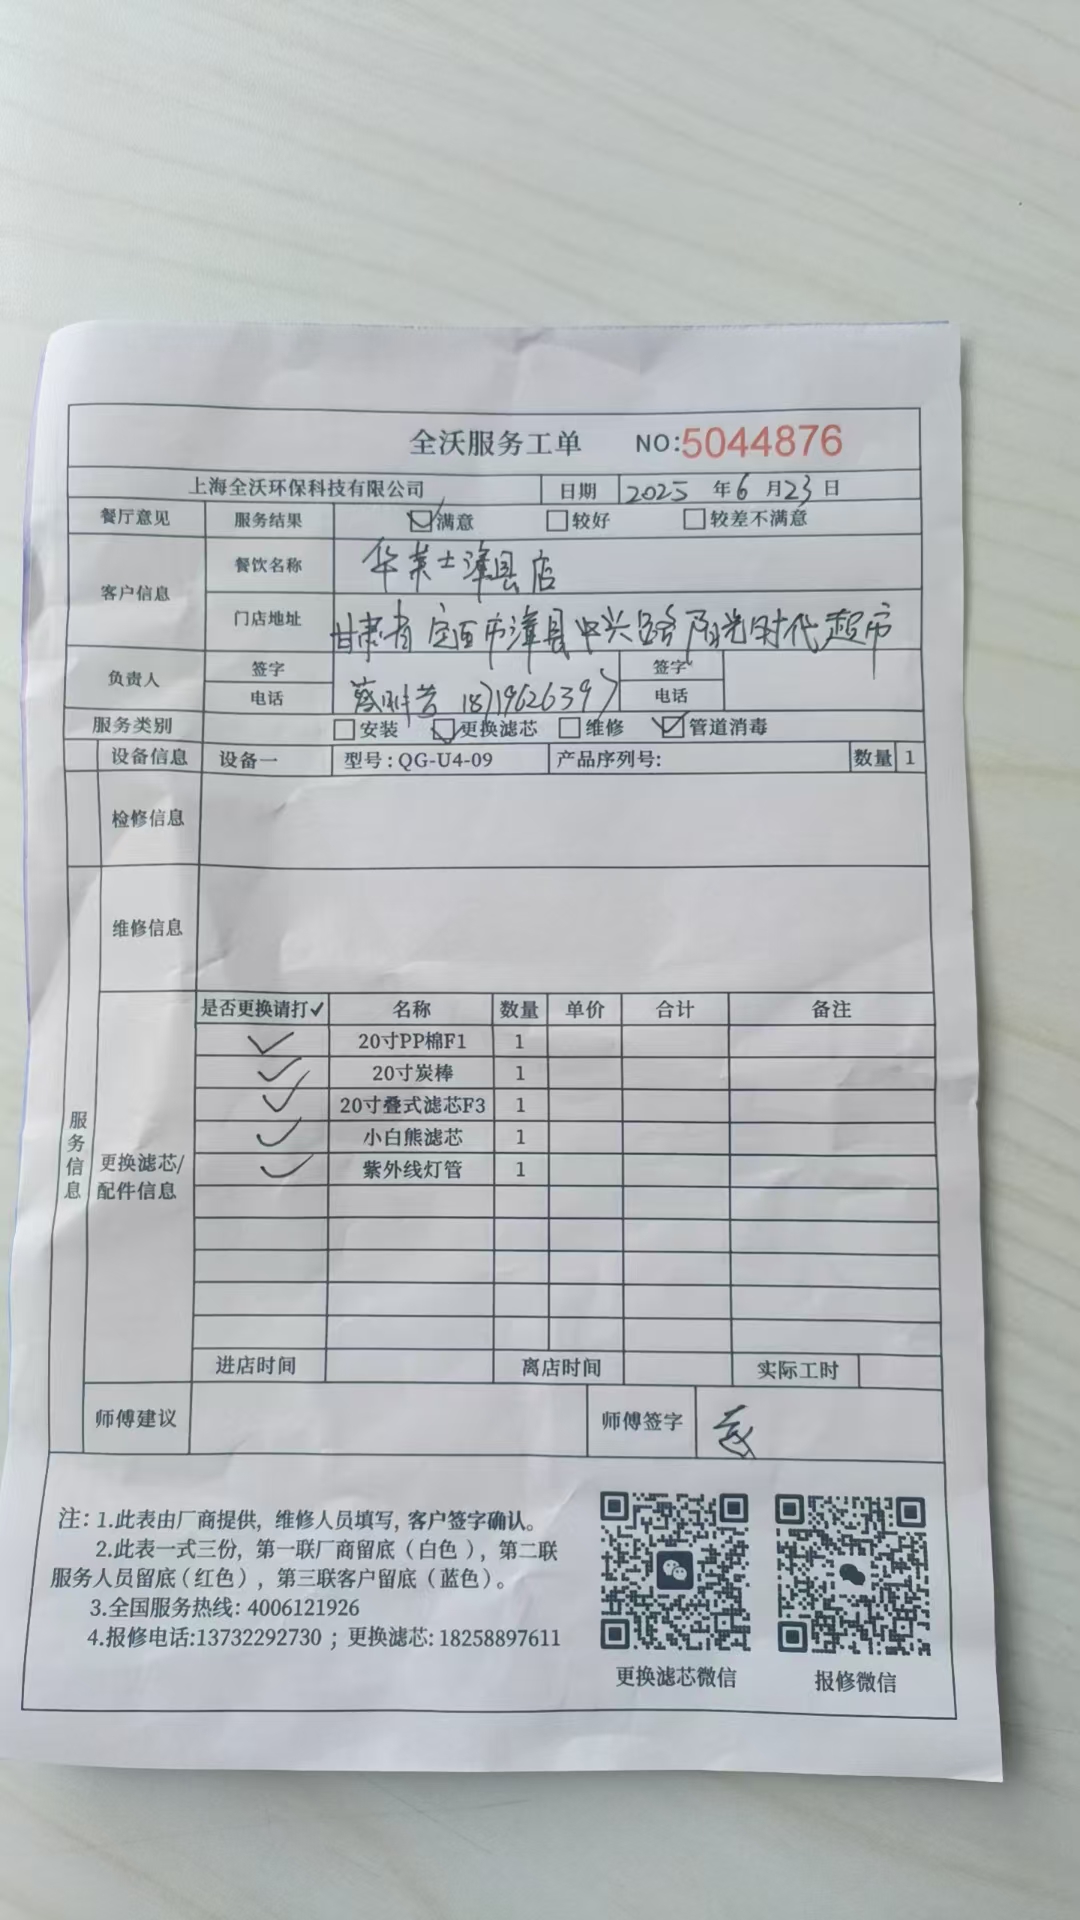 全沃服务工单 NO:5044876
上海全沃环保科技有限公司 日期 2025 年 6 月 23 日
餐厅意见 服务结果 满意 较好 较差不满意
客户信息 餐饮名称 华莱士漳县店
门店地址 甘肃省定西市漳县中兴路阳光时代超市
负责人 签字 签字
电话 18719626397 电话
服务类别 安装 更换滤芯 维修 管道消毒
设备信息 设备一 型号：QG-U4-09 产品序列号: 数量 1
检修信息
维修信息
服务信息
更换滤芯/
配件信息
是否更换请打✓ 名称 数量 单价 合计 备注
✓ 20寸PP棉F1 1
✓ 20寸炭棒 1
✓ 20寸叠式滤芯F3 1
✓ 小白熊滤芯 1
✓ 紫外线灯管 1
进店时间 离店时间 实际工时
师傅建议 师傅签字
注：1.此表由厂商提供，维修人员填写，客户签字确认。
2.此表一式三份，第一联厂商留底（白色），第二联
服务人员留底（红色），第三联客户留底（蓝色）。
3.全国服务热线：4006121926
4.报修电话:13732292730 ；更换滤芯: 18258897611
更换滤芯微信 报修微信